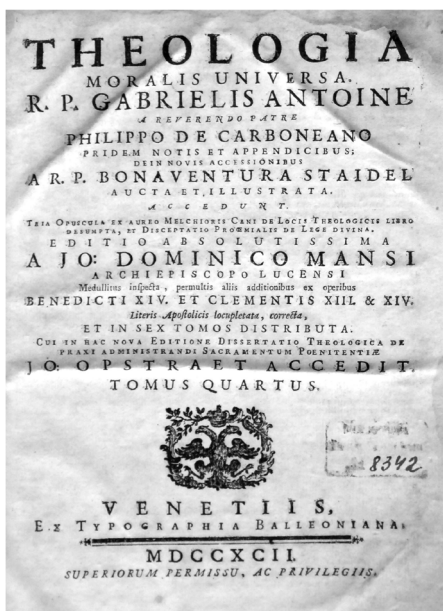 THEOLOGIA
MORALIS UNIVERSA.
R. P. GABRIELIS ANTOINE
A REVERENDO PATRE
PHILIPPO DE CARBONEANO
PRIDEM NOTIS ET APPENDICIBUS;
DEIN NOVIS ACCESSIONIBUS
A R. P. BONAVENTURA STAIDEL
AUCTA ET, ILLUSTRATA.
ACCEDUNT.
TRIA OPUSCULA EX AUREO MELCHIORIS CANI DE LOCIS THEOLOGICIS LIBRO
DESUMPTA, ET DISCEPTATIO PROŒMIALIS DE LEGE DIVINA.
EDITIO ABSOLUTISSIMA
A JO: DOMINICO MANSI
ARCHIEPISCOPO LUCENSI
Medullitus inspecta, permultis aliis additionibus ex operibus
BENEDICTI XIV. ET CLEMENTIS XIII. & XIV.
Literis Apostolicis locupletata, correcta,
ET IN SEX TOMOS DISTRIBUTA.
CUI IN HAC NOVA EDITIONE DISSERTATIO THEOLOGICA DE
PRAXI ADMINISTRANDI SACRAMENTUM POENITENTIÆ
JO: OPSTRAET ACCEDIT.
TOMUS QUARTUS.
8342
VENETIIS,
EX TYPOGRAPHIA BALLEONIANA,
MDCCXCII.
SUPERIORUM PERMISSU, AC PRIVILEGIIS.